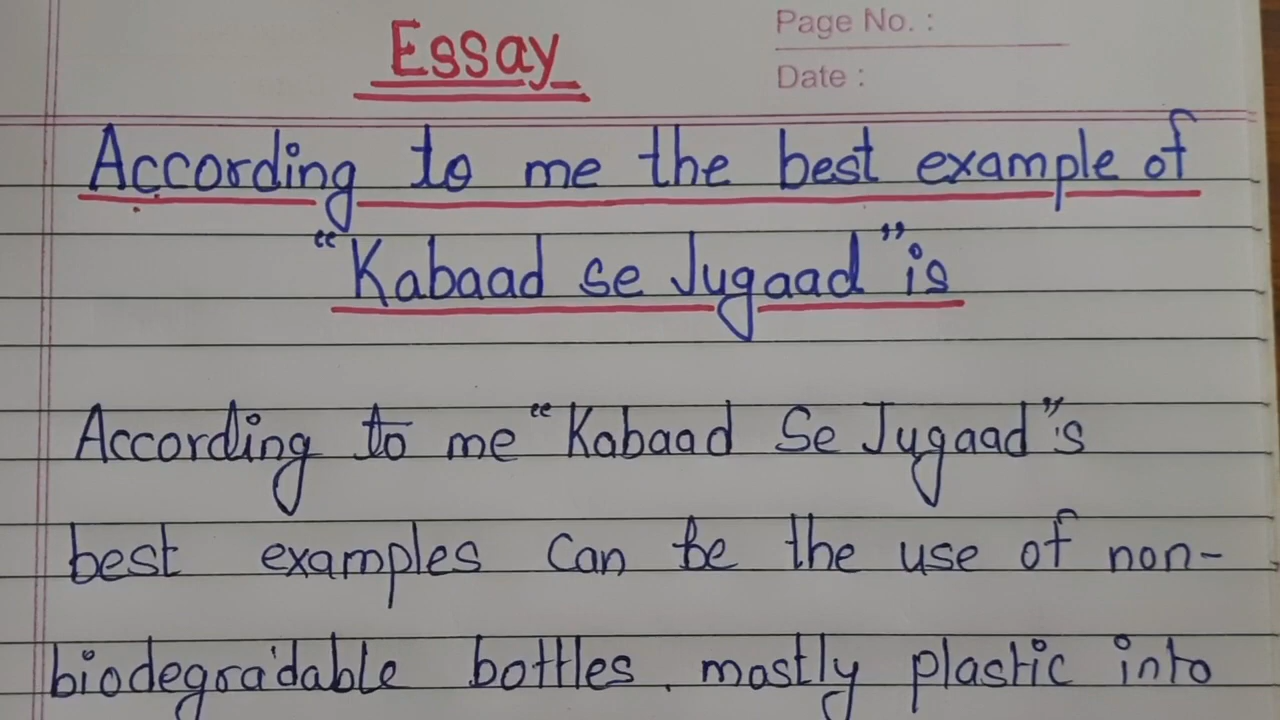 Essay
Page No. :
Date :
According to me the best example of
“Kabaad se Jugaad” is
According to me “Kabaad Se Jugaad”'s
best examples can be the use of non-
biodegradable bottles, mostly plastic into